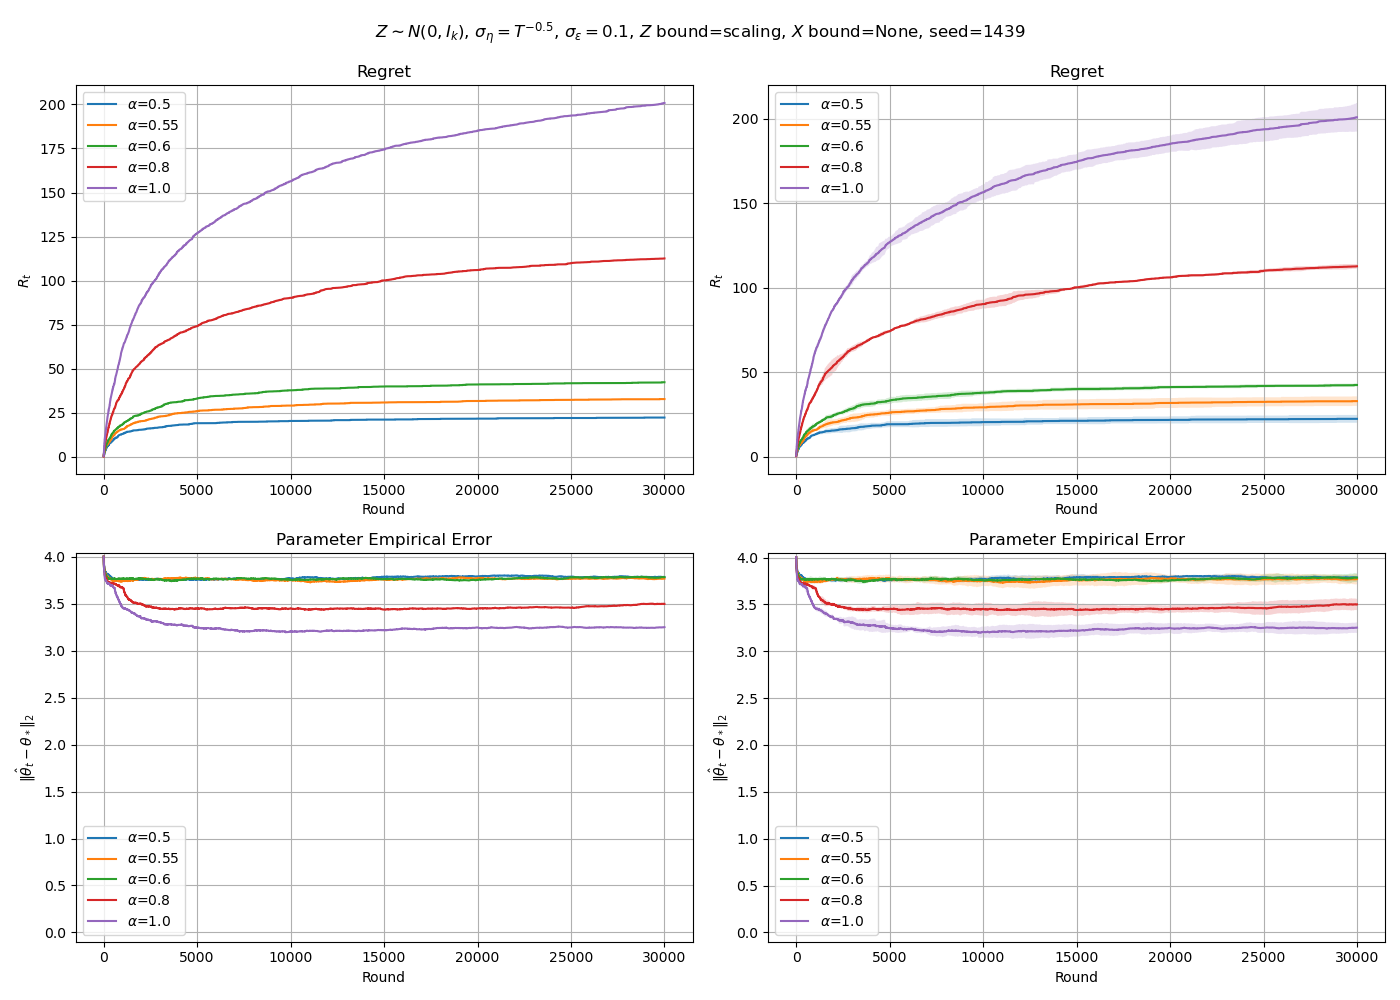 Z ∼ N(0, I_k), σ_η = T^{−0.5}, σ_ε = 0.1, Z bound=scaling, X bound=None, seed=1439
Regret
200
175
150
125
100
75
50
25
0
R_t
α=0.5
α=0.55
α=0.6
α=0.8
α=1.0
0 5000 10000 15000 20000 25000 30000
Round
Regret
200
150
100
50
0
R_t
α=0.5
α=0.55
α=0.6
α=0.8
α=1.0
0 5000 10000 15000 20000 25000 30000
Round
Parameter Empirical Error
4.0
3.5
3.0
2.5
2.0
1.5
1.0
0.5
0.0
‖θ̂_t − θ_*‖_2
α=0.5
α=0.55
α=0.6
α=0.8
α=1.0
0 5000 10000 15000 20000 25000 30000
Round
Parameter Empirical Error
4.0
3.5
3.0
2.5
2.0
1.5
1.0
0.5
0.0
‖θ̂_t − θ_*‖_2
α=0.5
α=0.55
α=0.6
α=0.8
α=1.0
0 5000 10000 15000 20000 25000 30000
Round